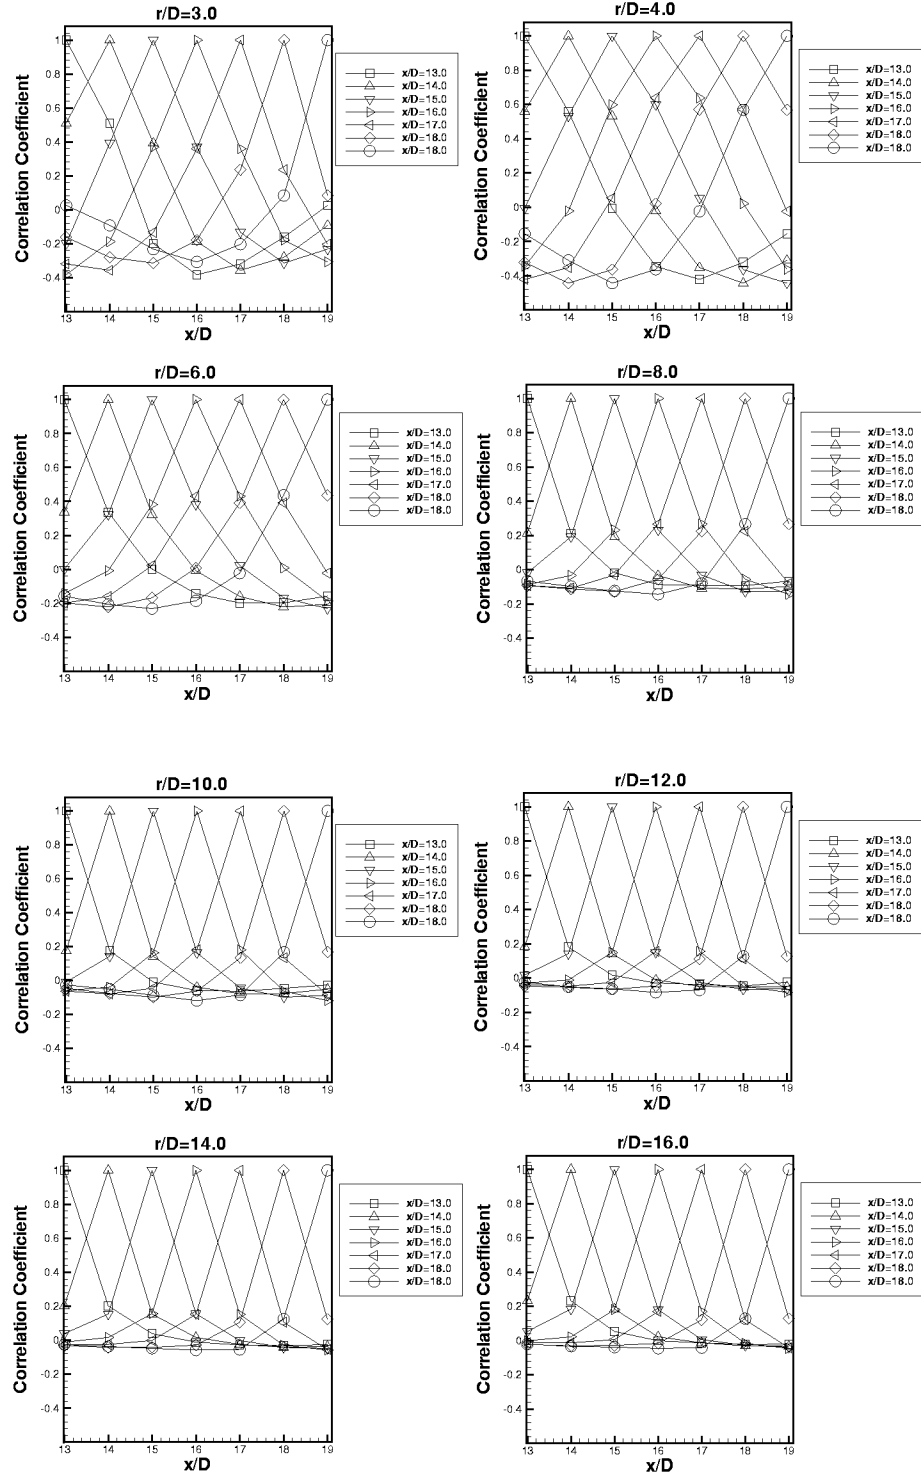 r/D=3.0
Correlation Coefficient
1
0.8
0.6
0.4
0.2
0
-0.2
-0.4
13 14 15 16 17 18 19
x/D
x/D=13.0
x/D=14.0
x/D=15.0
x/D=16.0
x/D=17.0
x/D=18.0
x/D=18.0
r/D=4.0
Correlation Coefficient
1
0.8
0.6
0.4
0.2
0
-0.2
-0.4
13 14 15 16 17 18 19
x/D
x/D=13.0
x/D=14.0
x/D=15.0
x/D=16.0
x/D=17.0
x/D=18.0
x/D=18.0
r/D=6.0
Correlation Coefficient
1
0.8
0.6
0.4
0.2
0
-0.2
-0.4
13 14 15 16 17 18 19
x/D
x/D=13.0
x/D=14.0
x/D=15.0
x/D=16.0
x/D=17.0
x/D=18.0
x/D=18.0
r/D=8.0
Correlation Coefficient
1
0.8
0.6
0.4
0.2
0
-0.2
-0.4
13 14 15 16 17 18 19
x/D
x/D=13.0
x/D=14.0
x/D=15.0
x/D=16.0
x/D=17.0
x/D=18.0
x/D=18.0
r/D=10.0
Correlation Coefficient
1
0.8
0.6
0.4
0.2
0
-0.2
-0.4
13 14 15 16 17 18 19
x/D
x/D=13.0
x/D=14.0
x/D=15.0
x/D=16.0
x/D=17.0
x/D=18.0
x/D=18.0
r/D=12.0
Correlation Coefficient
1
0.8
0.6
0.4
0.2
0
-0.2
-0.4
13 14 15 16 17 18 19
x/D
x/D=13.0
x/D=14.0
x/D=15.0
x/D=16.0
x/D=17.0
x/D=18.0
x/D=18.0
r/D=14.0
Correlation Coefficient
1
0.8
0.6
0.4
0.2
0
-0.2
-0.4
13 14 15 16 17 18 19
x/D
x/D=13.0
x/D=14.0
x/D=15.0
x/D=16.0
x/D=17.0
x/D=18.0
x/D=18.0
r/D=16.0
Correlation Coefficient
1
0.8
0.6
0.4
0.2
0
-0.2
-0.4
13 14 15 16 17 18 19
x/D
x/D=13.0
x/D=14.0
x/D=15.0
x/D=16.0
x/D=17.0
x/D=18.0
x/D=18.0